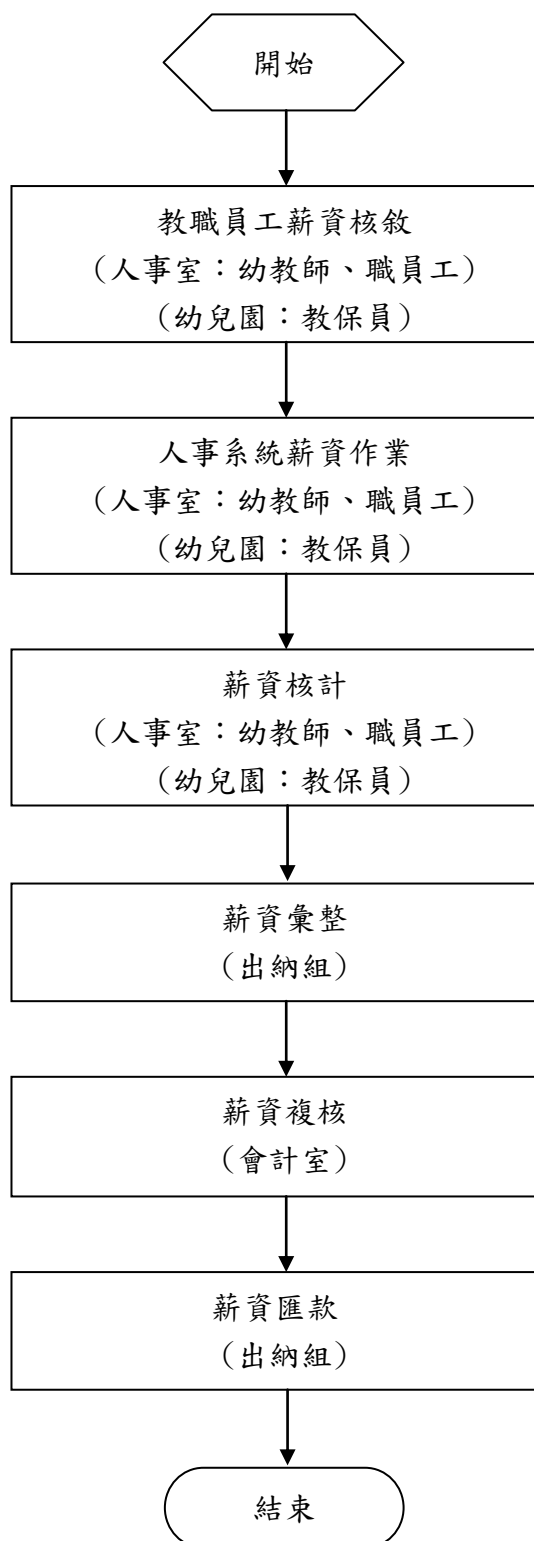 開始
教職員工薪資核敘
（人事室：幼教師、職員工）
（幼兒園：教保員）
人事系統薪資作業
（人事室：幼教師、職員工）
（幼兒園：教保員）
薪資核計
（人事室：幼教師、職員工）
（幼兒園：教保員）
薪資彙整
（出納組）
薪資複核
（會計室）
薪資匯款
（出納組）
結束